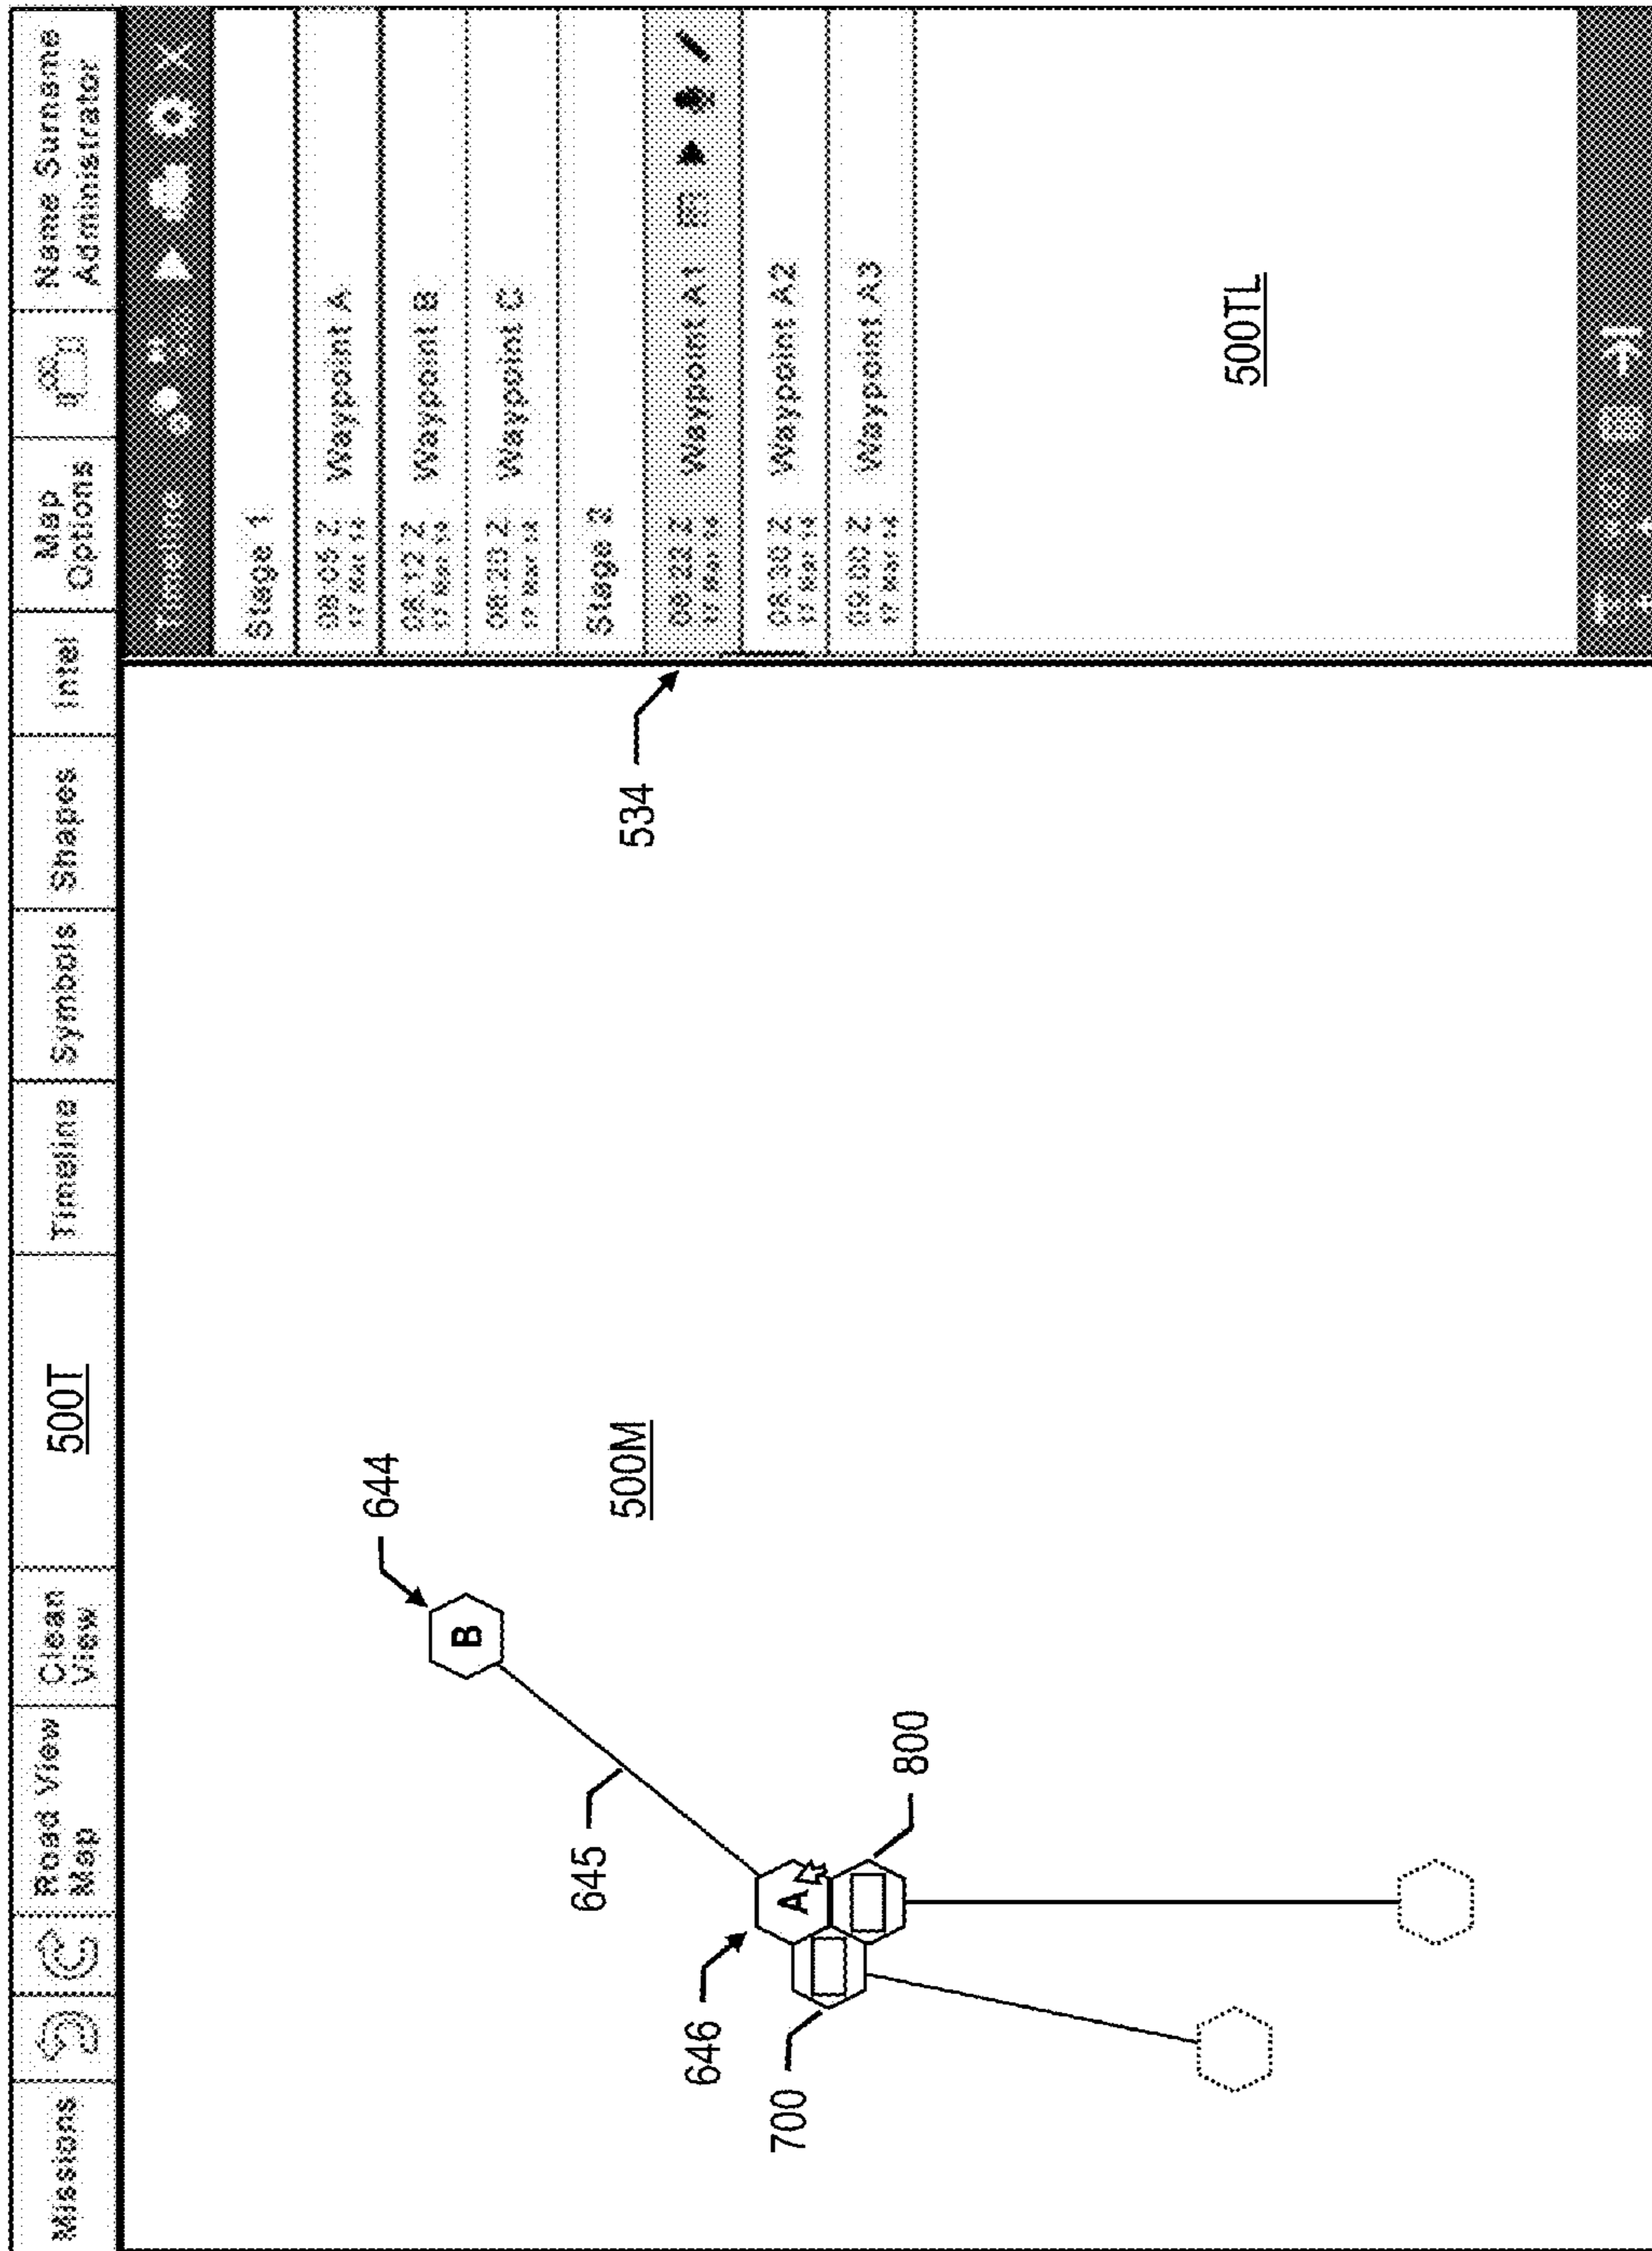 Missions
Road View
Map
Clean
View
500T
Timeline
Symbols
Shapes
Intel
Map
Options
Name Surname
Administrator
Timeline
Stage 1
Waypoint A
Waypoint B
Waypoint C
Stage 2
Waypoint A1
Waypoint A2
Waypoint A3
500TL
534
644
B
500M
645
A
646
800
700